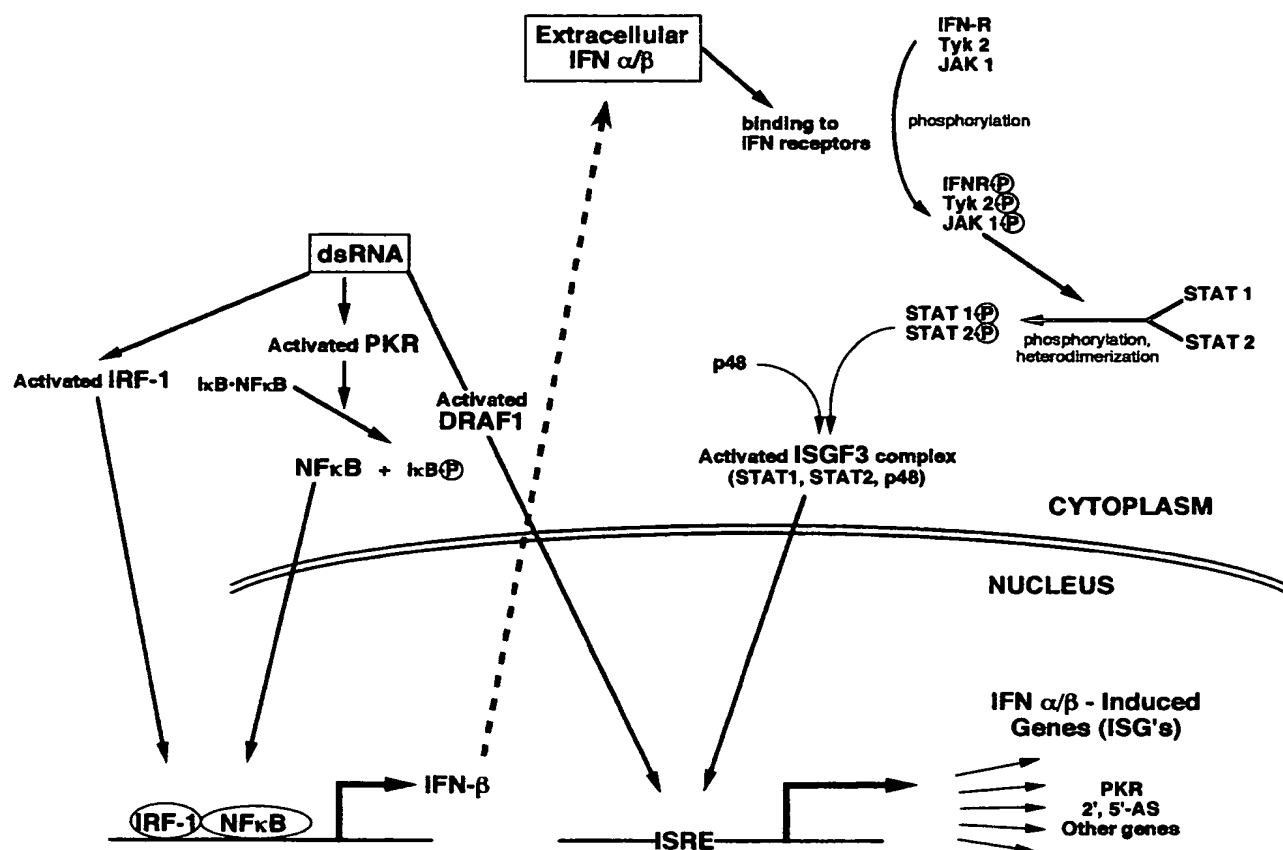 Extracellular
IFN α/β
IFN-R
Tyk 2
JAK 1
binding to
IFN receptors
phosphorylation
IFNR-Ⓟ
Tyk 2-Ⓟ
JAK 1-Ⓟ
dsRNA
STAT 1
STAT 2
STAT 1-Ⓟ
STAT 2-Ⓟ
phosphorylation,
heterodimerization
Activated PKR
p48
Activated IRF-1
IκB•NFκB
Activated
DRAF1
NFκB + IκB-Ⓟ
Activated ISGF3 complex
(STAT1, STAT2, p48)
CYTOPLASM
NUCLEUS
IFN α/β - Induced
Genes (ISG's)
IFN-β
IRF-1
NFκB
ISRE
PKR
2', 5'-AS
Other genes